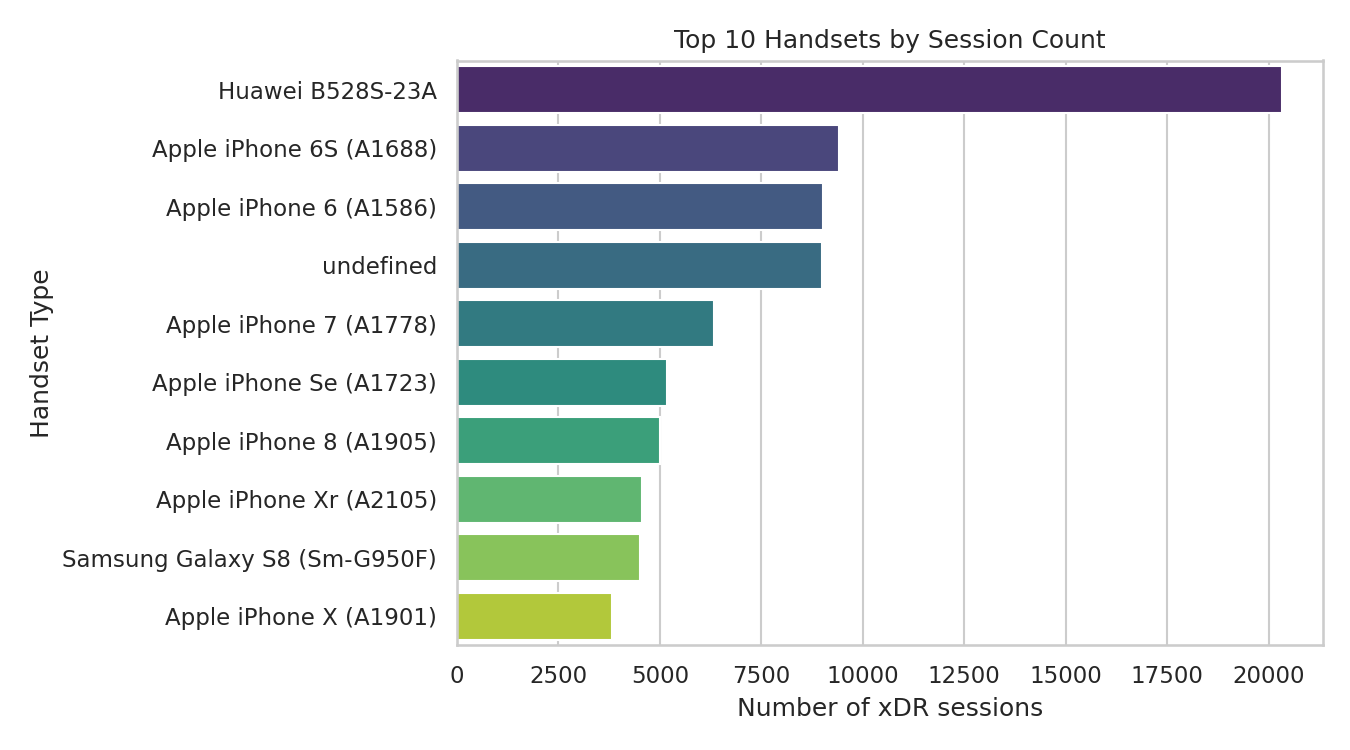 Top 10 Handsets by Session Count
Handset Type
Huawei B528S-23A
Apple iPhone 6S (A1688)
Apple iPhone 6 (A1586)
undefined
Apple iPhone 7 (A1778)
Apple iPhone Se (A1723)
Apple iPhone 8 (A1905)
Apple iPhone Xr (A2105)
Samsung Galaxy S8 (Sm-G950F)
Apple iPhone X (A1901)
0 2500 5000 7500 10000 12500 15000 17500 20000
Number of xDR sessions